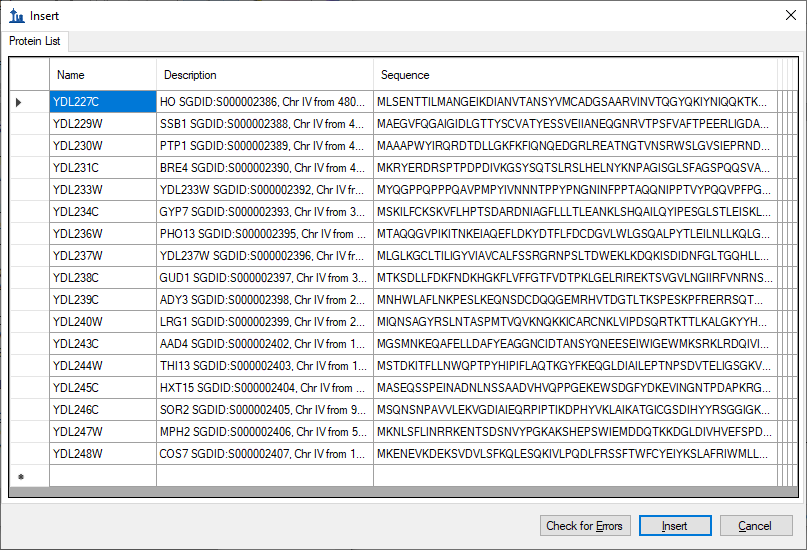 Insert
Protein List
Name Description Sequence
YDL227C HO SGDID:S000002386, Chr IV from 480... MLSENTTILMANGEIKDIANVTANSYVMCADGSAARVINVTQGYQKIYNIQQKTK...
YDL229W SSB1 SGDID:S000002388, Chr IV from 4... MAEGVFQGAIGIDLGTTYSCVATYESSVEIIANEQGNRVTPSFVAFTPEERLIGDA...
YDL230W PTP1 SGDID:S000002389, Chr IV from 4... MAAAPWYIRQRDTDLLGKFKFIQNQEDGRLREATNGTVNSRWSLGVSIEPRND...
YDL231C BRE4 SGDID:S000002390, Chr IV from 4... MKRYERDRSPTPDPDIVKGSYSQTSLRSLHELNYKNPAGISGLSFAGSPQQSVA...
YDL233W YDL233W SGDID:S000002392, Chr IV fr... MYQGPPQPPPQAVPMPYIVNNNTPPYPNGNINFPPTAQQNIPPTVYPQQVPFPG...
YDL234C GYP7 SGDID:S000002393, Chr IV from 3... MSKILFCKSKVFLHPTSDARDNIAGFLLLTLEANKLSHQAILQYIPESGLSTLEISKL...
YDL236W PHO13 SGDID:S000002395, Chr IV from... MTAQQGVPIKITNKEIAQEFLDKYDTFLFDCDGVLWLGSQALPYTLEILNLLKQLG...
YDL237W YDL237W SGDID:S000002396, Chr IV fr... MLGLKGCLTILIGYVIAVCALFSSRGRNPSLTDWEKLKDQKISDIDNFGLTGQHLL...
YDL238C GUD1 SGDID:S000002397, Chr IV from 3... MTKSDLLFDKFNDKHGKFLVFFGTFVDTPKLGELRIREKTSVGVLNGIIRFVNRNS...
YDL239C ADY3 SGDID:S000002398, Chr IV from 2... MNHWLAFLNKPESLKEQNSDCDQQGEMRHVTDGTLTKSPESKPFRERRSQT...
YDL240W LRG1 SGDID:S000002399, Chr IV from 2... MIQNSAGYRSLNTASPMTVQVKNQKKICARCNKLVIPDSQRTKTTLKALGKYYH...
YDL243C AAD4 SGDID:S000002402, Chr IV from 1... MGSMNKEQAFELLDAFYEAGGNCIDTANSYQNEESEIWIGEWMKSRKLRDQIVI...
YDL244W THI13 SGDID:S000002403, Chr IV from 1... MSTDKITFLLNWQPTPYHIPIFLAQTKGYFKEQGLDIAILEPTNPSDVTELIGSGKV...
YDL245C HXT15 SGDID:S000002404, Chr IV from... MASEQSSPEINADNLNSSAADVHVQPPGEKEWSDGFYDKEVINGNTPDAPKRG...
YDL246C SOR2 SGDID:S000002405, Chr IV from 9... MSQNSNPAVVLEKVGDIAIEQRPIPTIKDPHYVKLAIKATGICGSDIHYYRSGGIGK...
YDL247W MPH2 SGDID:S000002406, Chr IV from 5... MKNLSFLINRRKENTSDSNVYPGKAKSHEPSWIEMDDQTKKDGLDIVHVEFSPD...
YDL248W COS7 SGDID:S000002407, Chr IV from 1... MKENEVKDEKSVDVLSFKQLESQKIVLPQDLFRSSFTWFCYEIYKSLAFRIWMLL...
Check for Errors Insert Cancel